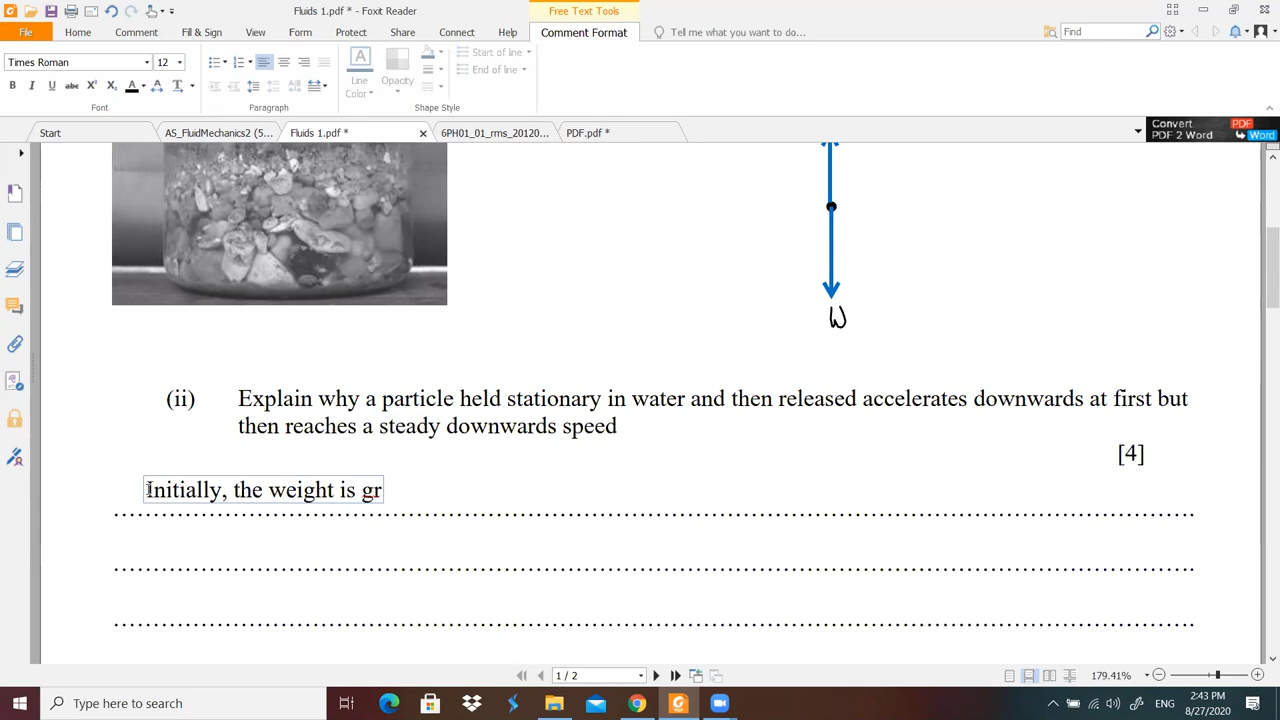 Fluids 1.pdf * - Foxit Reader
Free Text Tools
File
Home
Comment
Fill & Sign
View
Form
Protect
Share
Connect
Help
Comment Format
Tell me what you want to do...
Find
Times Roman
12
Line Color
Opacity
Start of line
End of line
Font
Paragraph
Shape Style
Start
AS_FluidMechanics2 (5...
Fluids 1.pdf *
6PH01_01_rms_20120...
PDF.pdf *
Convert PDF
PDF 2 Word Word
W
(ii) Explain why a particle held stationary in water and then released accelerates downwards at first but
then reaches a steady downwards speed
[4]
Initially, the weight is gr
1 / 2
179.41%
Type here to search
ENG
2:43 PM
8/27/2020